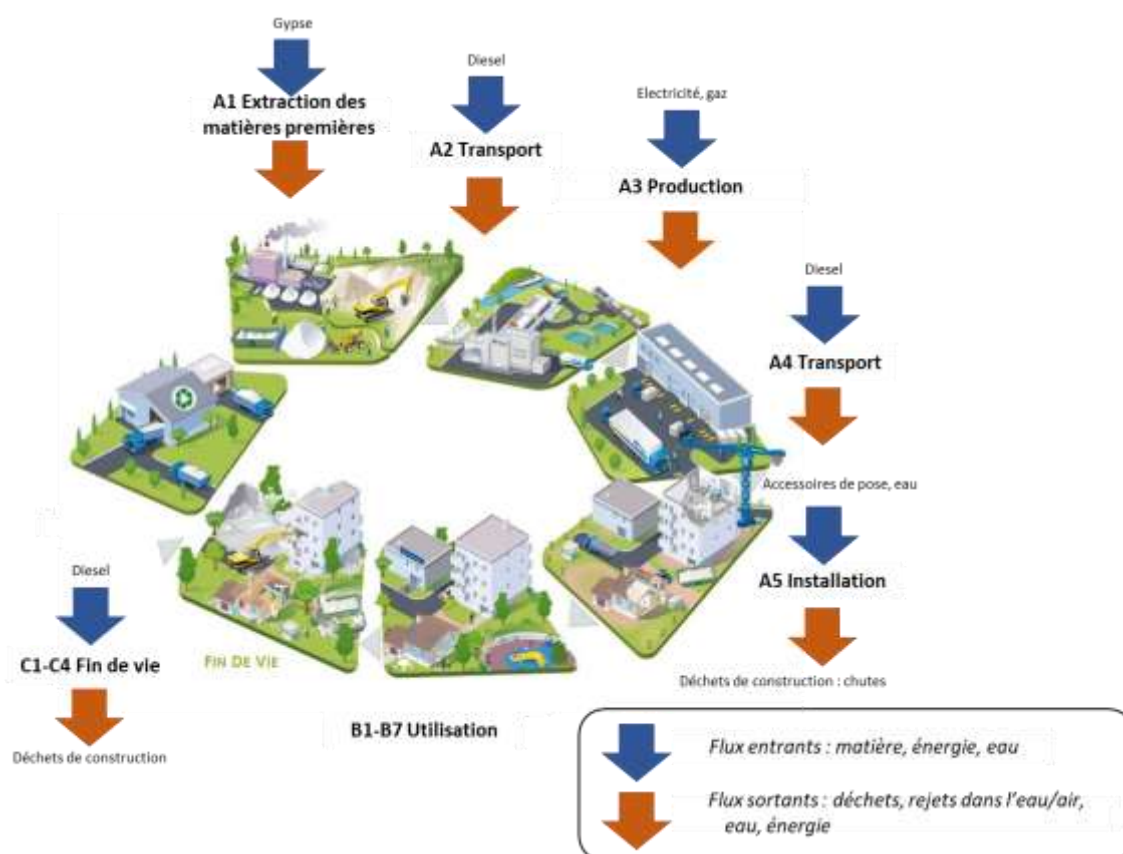 Gypse
A1 Extraction des
matières premières
Diesel
A2 Transport
Electricité, gaz
A3 Production
Diesel
A4 Transport
Accessoires de pose, eau
A5 Installation
Déchets de construction : chutes
Diesel
C1-C4 Fin de vie
Déchets de construction
FIN DE VIE
B1-B7 Utilisation
Flux entrants : matière, énergie, eau
Flux sortants : déchets, rejets dans l'eau/air,
eau, énergie